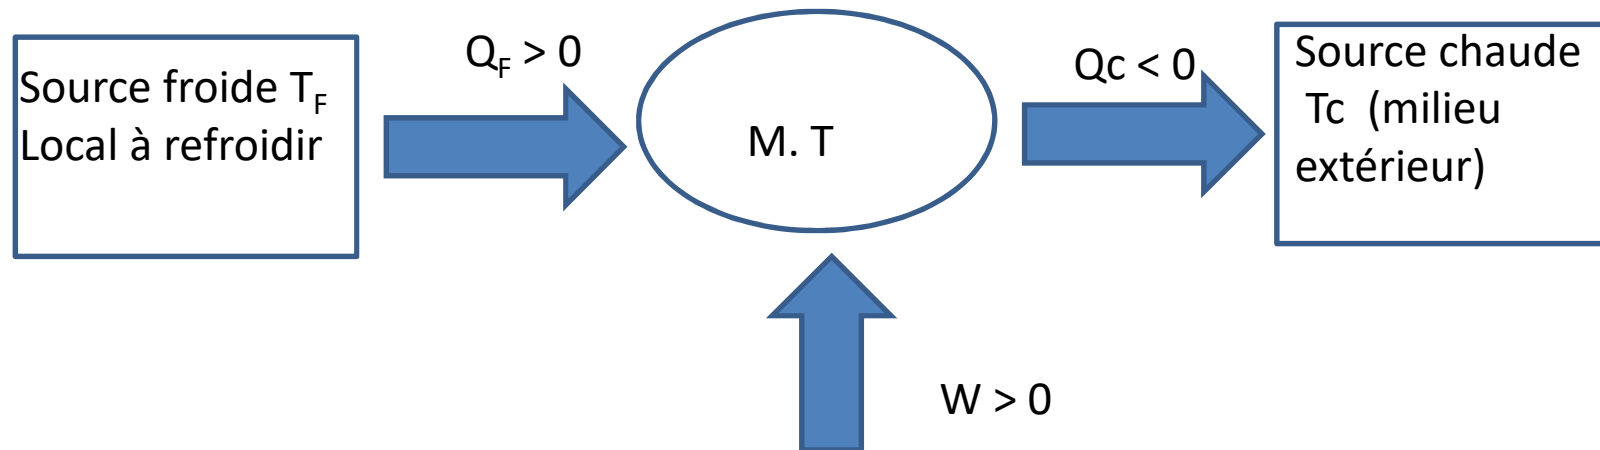 Source froide T_F
Local à refroidir
Q_F > 0
M. T
Qc < 0
Source chaude
Tc (milieu
extérieur)
W > 0